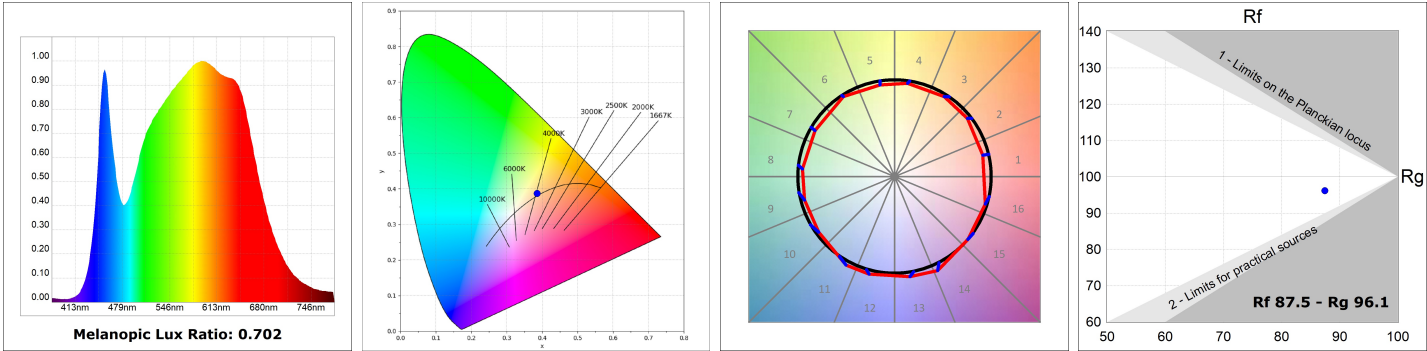 1.00
0.90
0.80
0.70
0.60
0.50
0.40
0.30
0.20
0.10
0.00
413nm 479nm 546nm 613nm 680nm 746nm
Melanopic Lux Ratio: 0.702
0.9
0.8
0.7
0.6
0.5
0.4
0.3
0.2
0.1
0.0
y
0.0 0.1 0.2 0.3 0.4 0.5 0.6 0.7 0.8
x
10000K
6000K
4000K
3000K
2500K
2000K
1667K
1
2
3
4
5
6
7
8
9
10
11
12
13
14
15
16
Rf
140
130
120
110
100
90
80
70
60
50 60 70 80 90 100
Rg
1 - Limits on the Planckian locus
2 - Limits for practical sources
Rf 87.5 - Rg 96.1